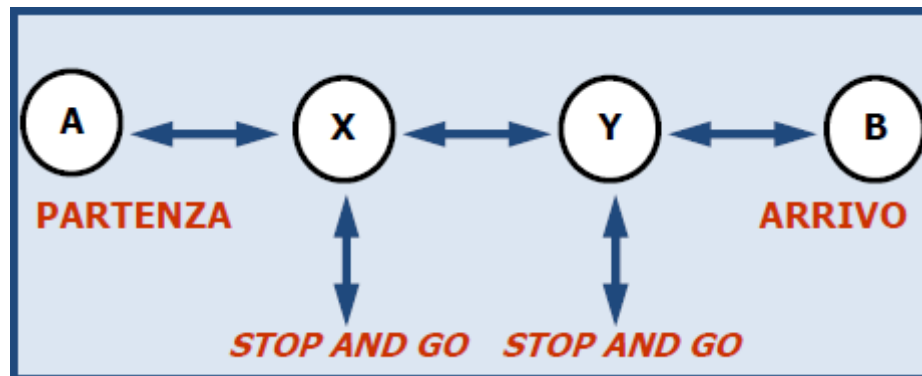 A X Y B
PARTENZA ARRIVO
STOP AND GO STOP AND GO